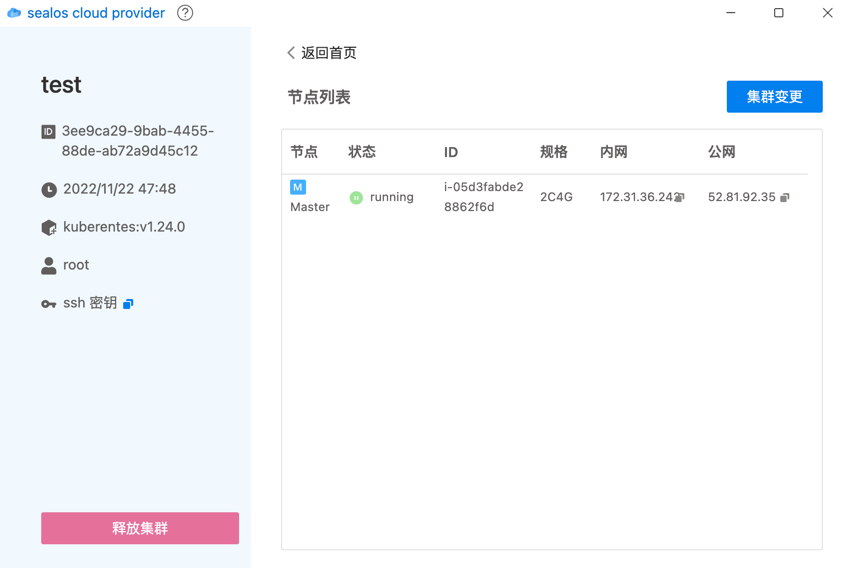 sealos cloud provider
test
ID
3ee9ca29-9bab-4455-
88de-ab72a9d45c12
2022/11/22 47:48
kuberentes:v1.24.0
root
ssh 密钥
释放集群
返回首页
节点列表
集群变更
节点 状态 ID 规格 内网 公网
M
Master
running
i-05d3fabde2
8862f6d
2C4G
172.31.36.242
52.81.92.35